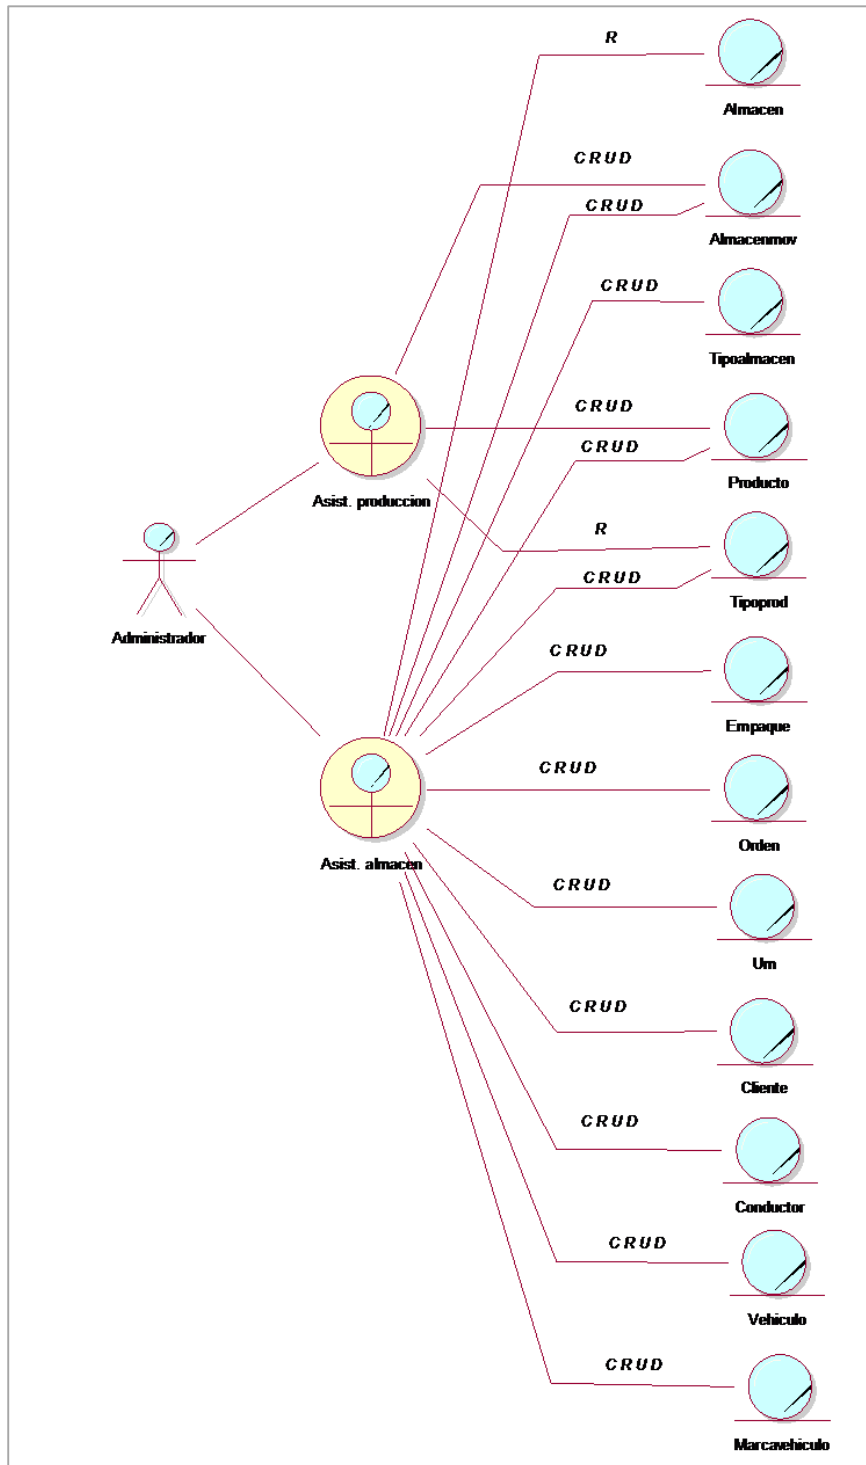 R
Almacen
CRUD
CRUD
Almacenmov
CRUD
Tipoalmacen
CRUD
CRUD
Producto
Asist. produccion
R
CRUD
Tipoprod
Administrador
CRUD
Empaque
CRUD
Orden
Asist. almacen
CRUD
Um
CRUD
Cliente
CRUD
Conductor
CRUD
Vehiculo
CRUD
Marcavehiculo